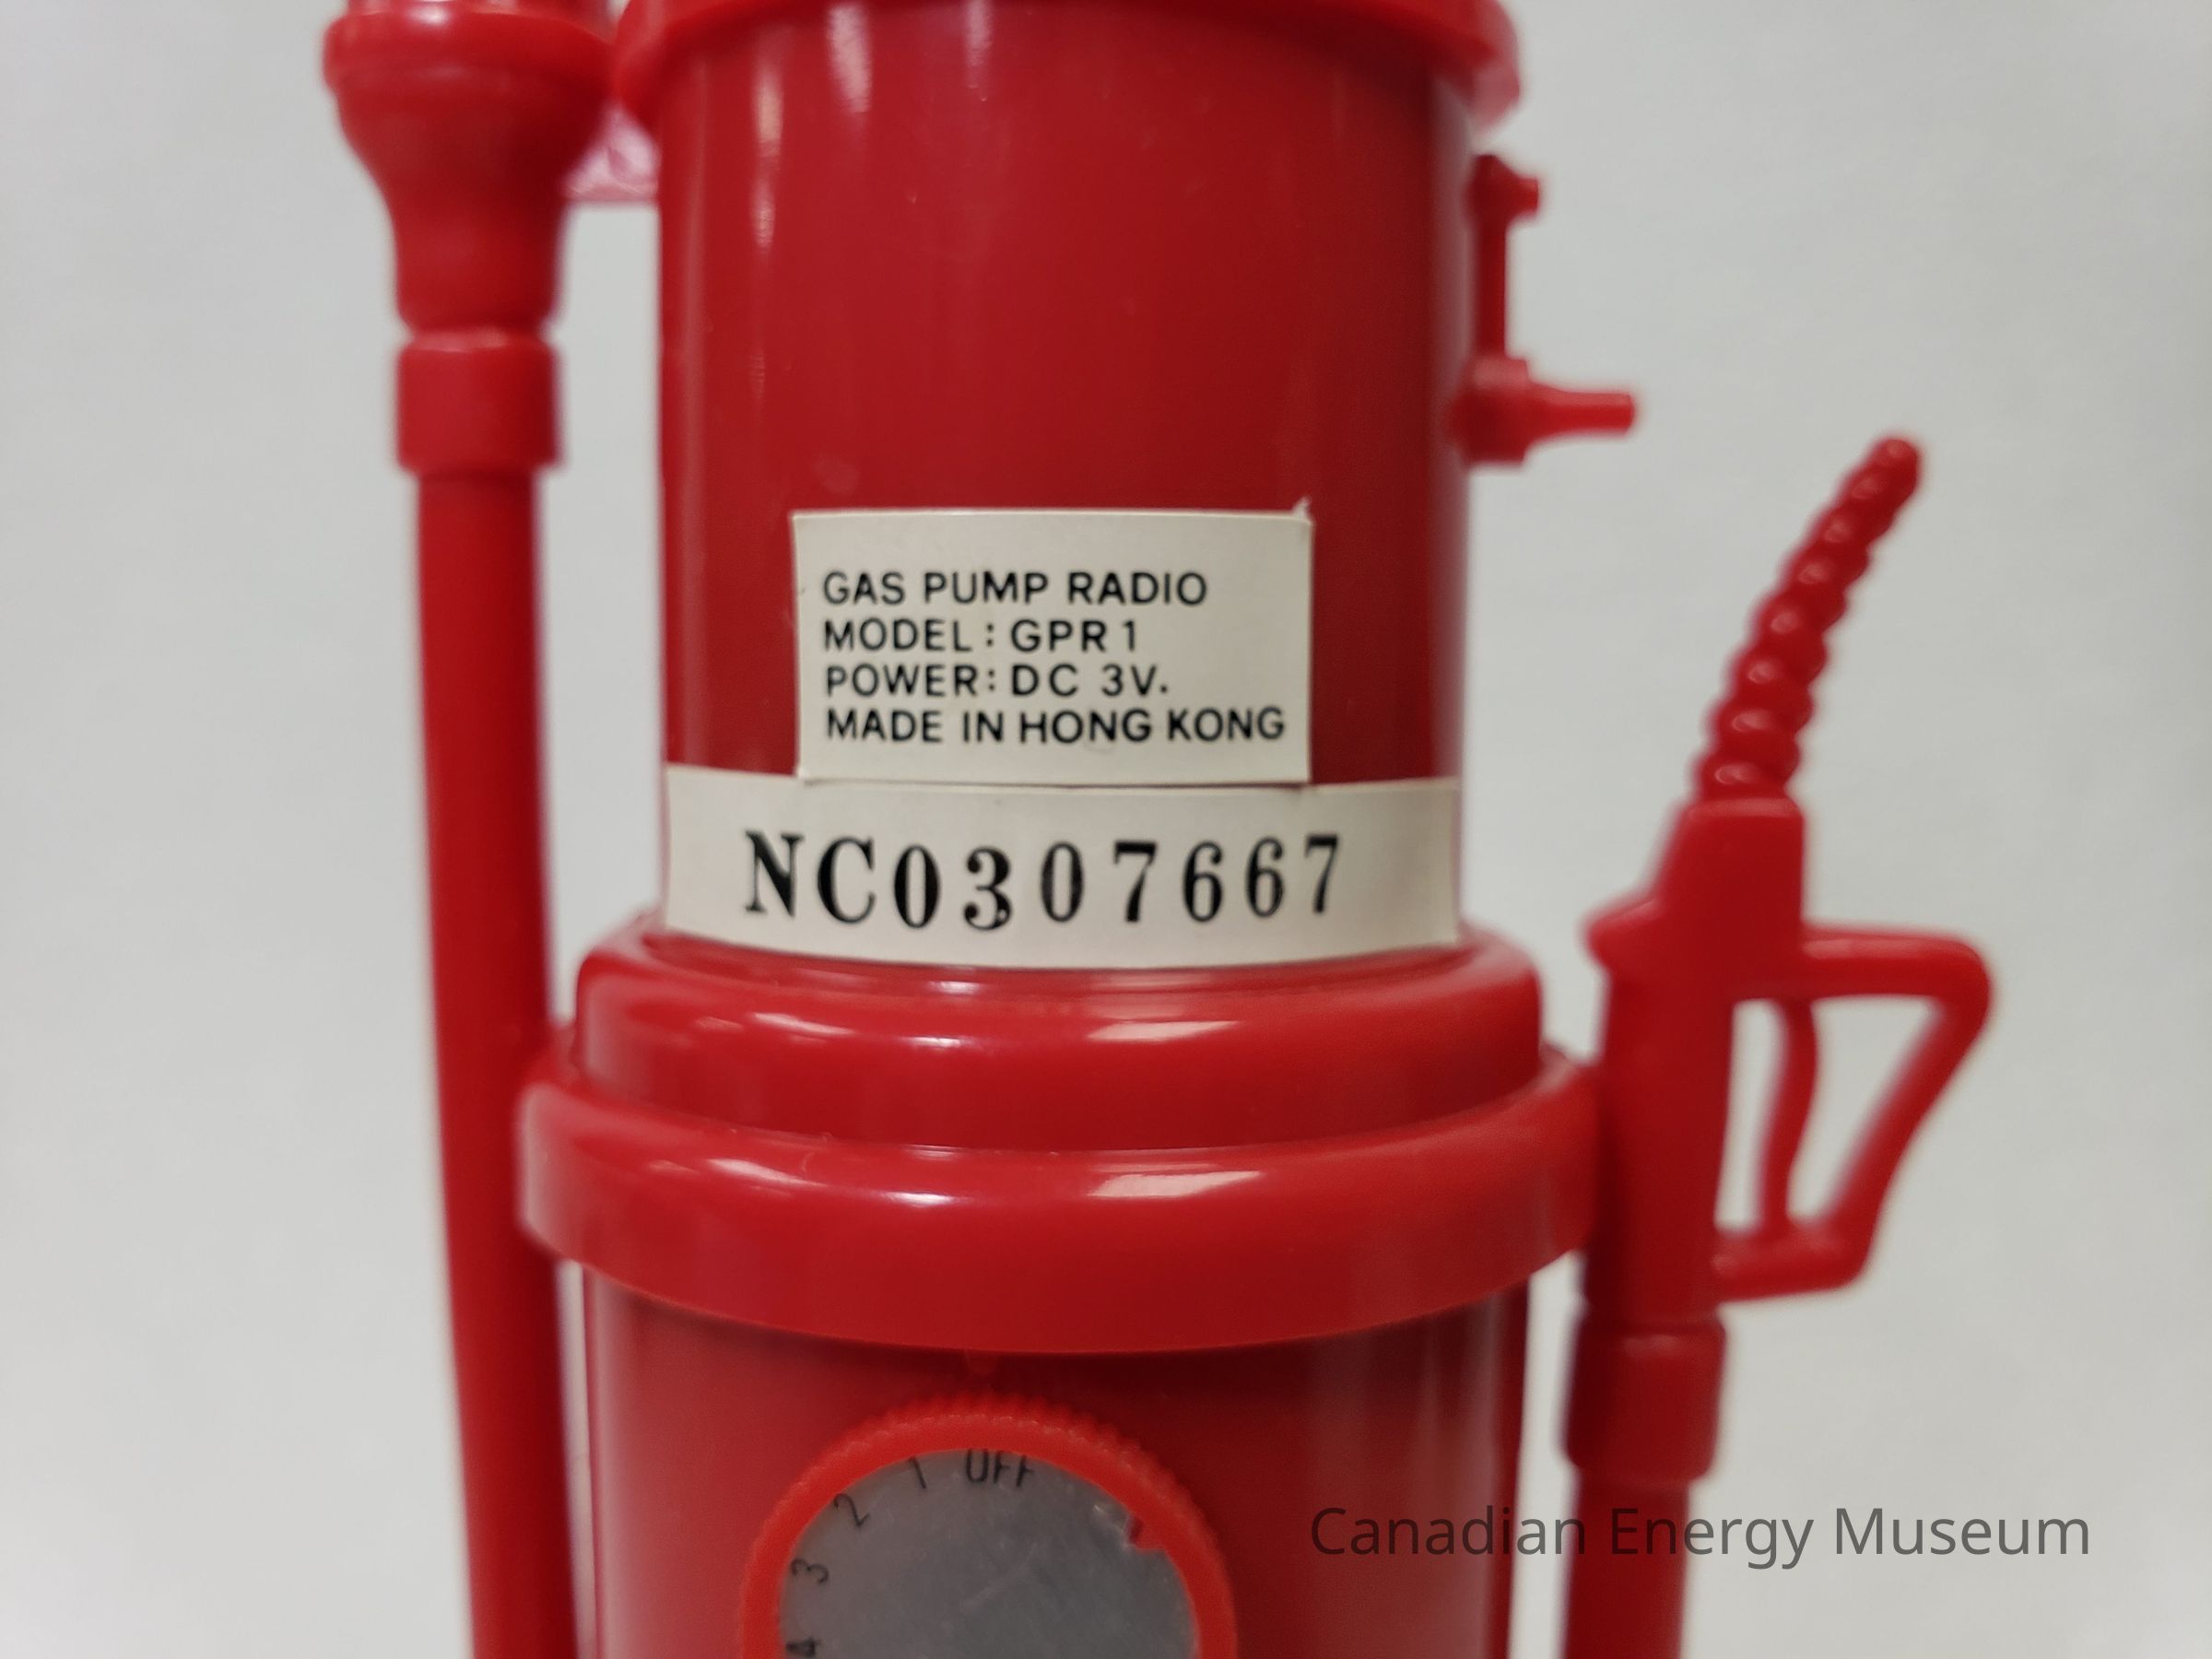 GAS PUMP RADIO
MODEL: GPR 1
POWER: DC 3V.
MADE IN HONG KONG
NC0307667
OFF
1
2
3
4
Canadian Energy Museum